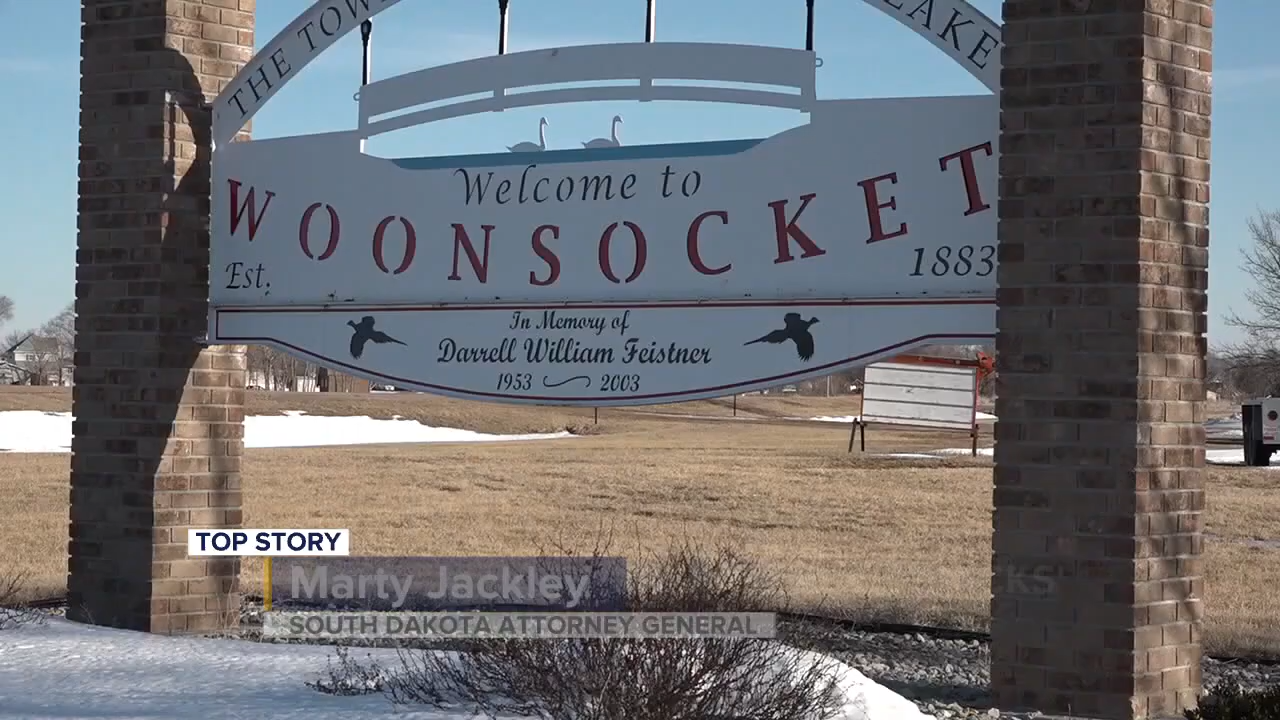 THE TOWN
LAKE
Welcome to
WOONSOCKET
Est. 1883
In Memory of
Darrell William Feistner
1953 2003
TOP STORY
Marty Jackley
SOUTH DAKOTA ATTORNEY GENERAL